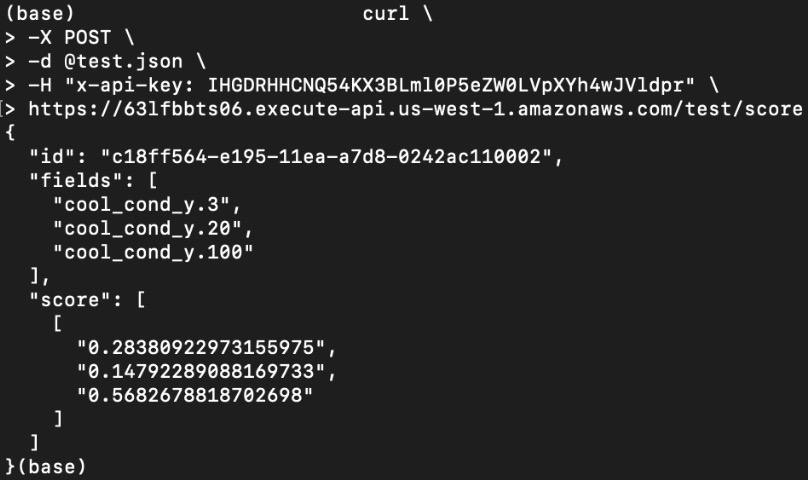 (base) curl \
> -X POST \
> -d @test.json \
> -H "x-api-key: IHGDRHHCNQ54KX3BLml0P5eZW0LVpXYh4wJVldpr" \
[> https://63lfbbts06.execute-api.us-west-1.amazonaws.com/test/score
{
  "id": "c18ff564-e195-11ea-a7d8-0242ac110002",
  "fields": [
    "cool_cond_y.3",
    "cool_cond_y.20",
    "cool_cond_y.100"
  ],
  "score": [
    [
      "0.28380922973155975",
      "0.14792289088169733",
      "0.5682678818702698"
    ]
  ]
}(base)